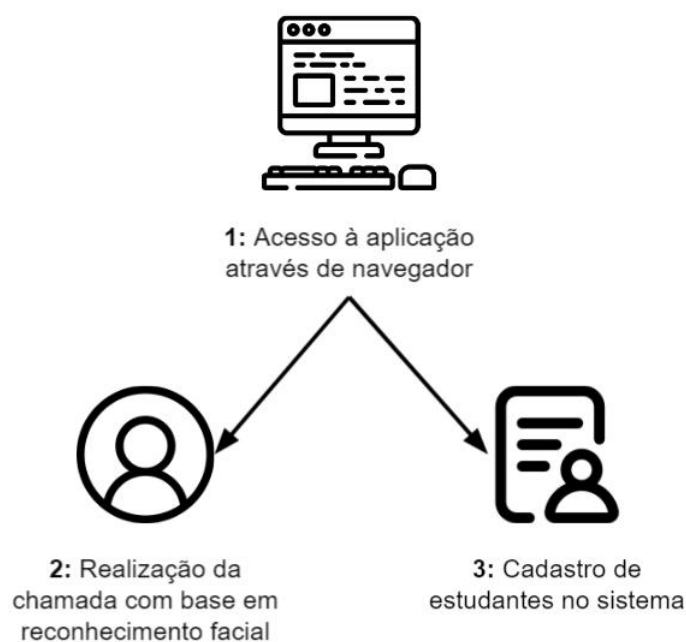 1: Acesso à aplicação
através de navegador
2: Realização da
chamada com base em
reconhecimento facial
3: Cadastro de
estudantes no sistema